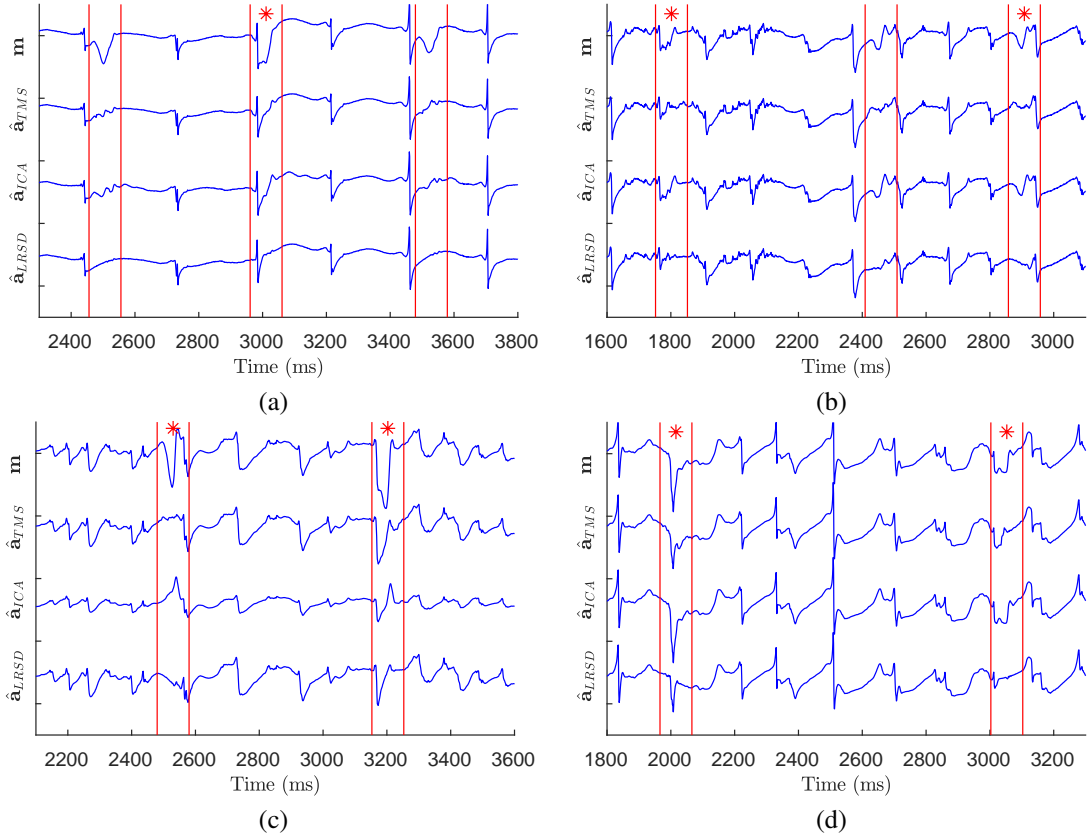 m
â_TMS
â_ICA
â_LRSD
2400 2600 2800 3000 3200 3400 3600 3800
Time (ms)
(a)
m
â_TMS
â_ICA
â_LRSD
1600 1800 2000 2200 2400 2600 2800 3000
Time (ms)
(b)
m
â_TMS
â_ICA
â_LRSD
2200 2400 2600 2800 3000 3200 3400 3600
Time (ms)
(c)
m
â_TMS
â_ICA
â_LRSD
1800 2000 2200 2400 2600 2800 3000 3200
Time (ms)
(d)